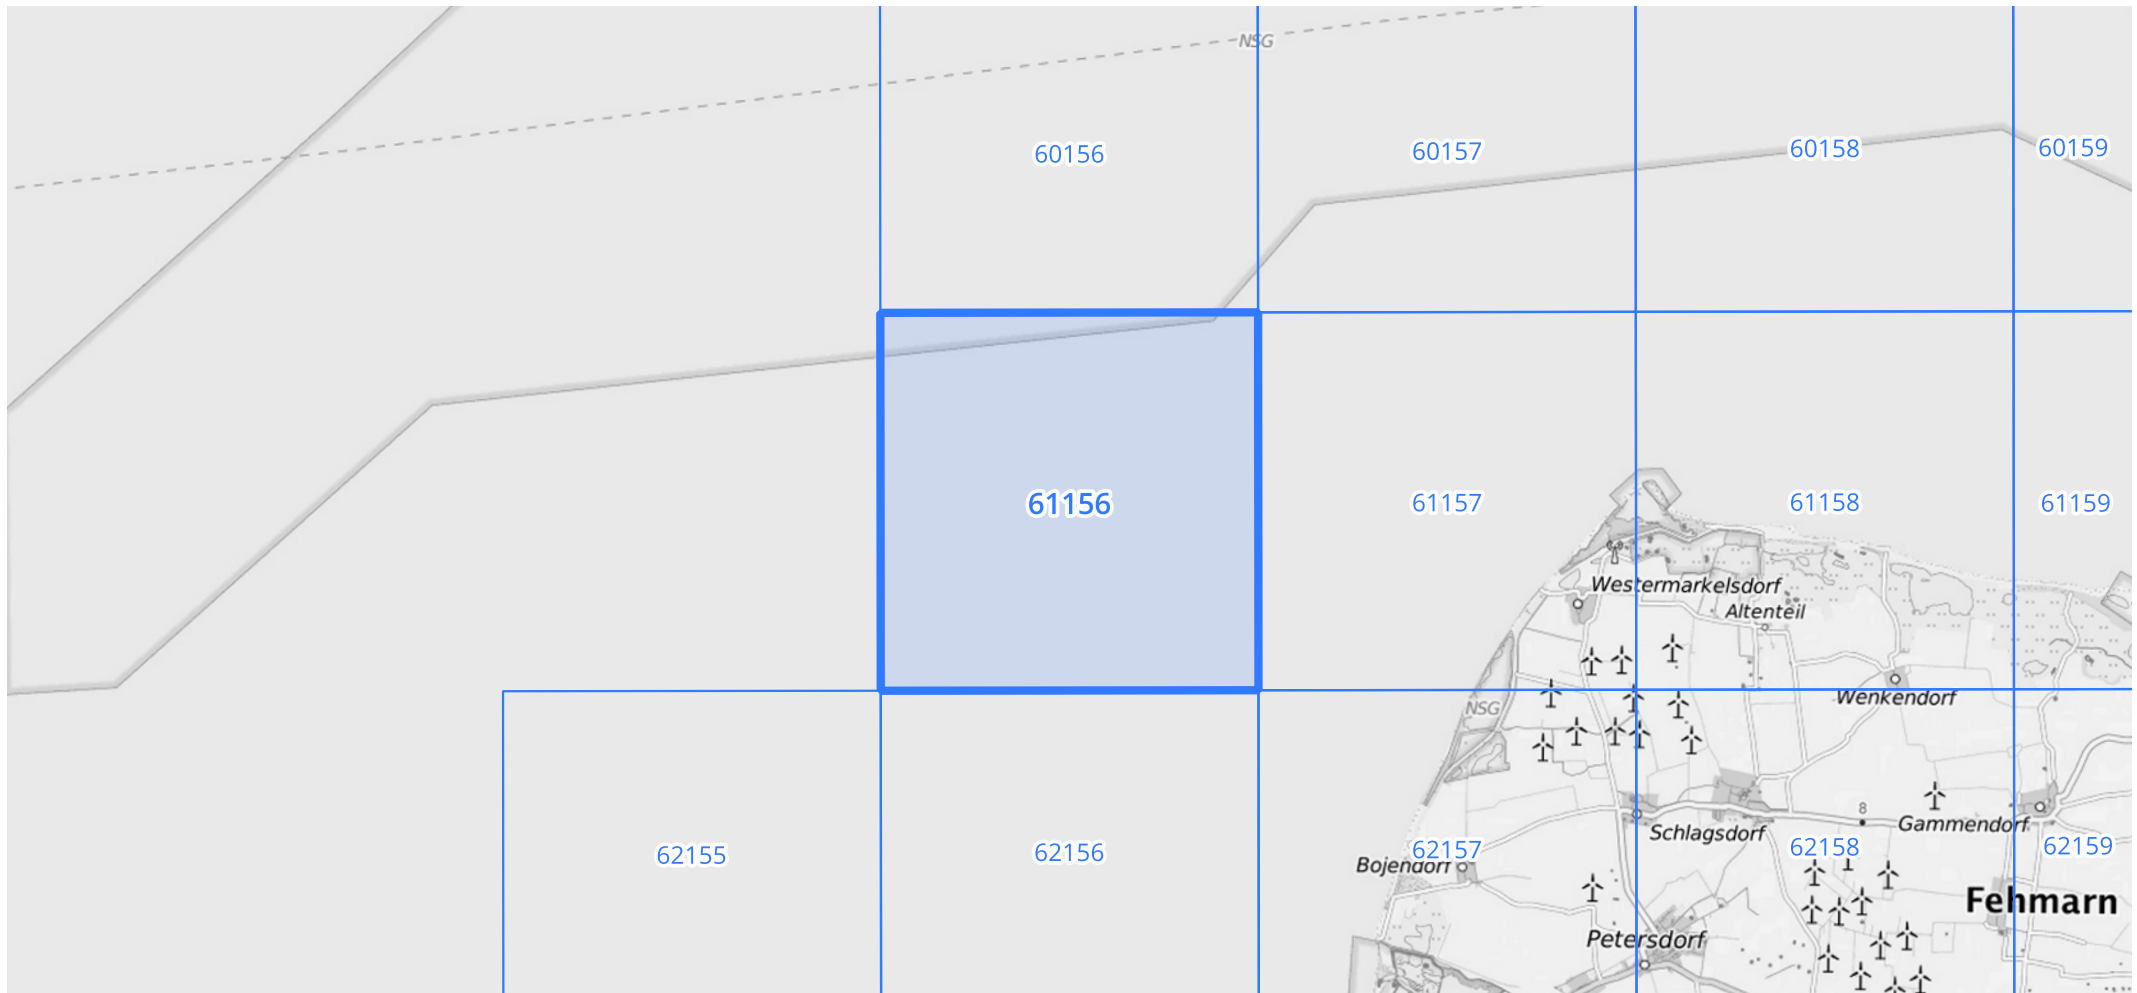 NSG
60156
60157
60158
60159
61156
61157
61158
61159
Westermarkelsdorf
Altenteil
Wenkendorf
NSG
8
Schlagsdorf
Gammendorf
62155
62156
62157
62158
62159
Bojendorf
Fehmarn
Petersdorf